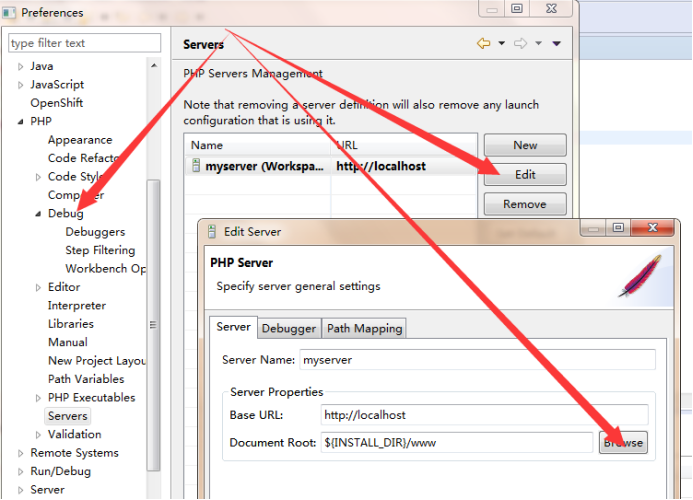 Preferences
type filter text
Java
JavaScript
OpenShift
PHP
Appearance
Code Refacto
Code Style
Debug
Debuggers
Step Filtering
Workbench Op
Editor
Interpreter
Libraries
Manual
New Project Layou
Path Variables
PHP Executables
Servers
Validation
Remote Systems
Run/Debug
Server
Servers
PHP Servers Management
Note that removing a server definition will also remove any launch
configuration that is using it.
Name URL
myserver (Workspa... http://localhost
New
Edit
Remove
Edit Server
PHP Server
Specify server general settings
Server Debugger Path Mapping
Server Name: myserver
Server Properties
Base URL: http://localhost
Document Root: ${INSTALL_DIR}/www Browse